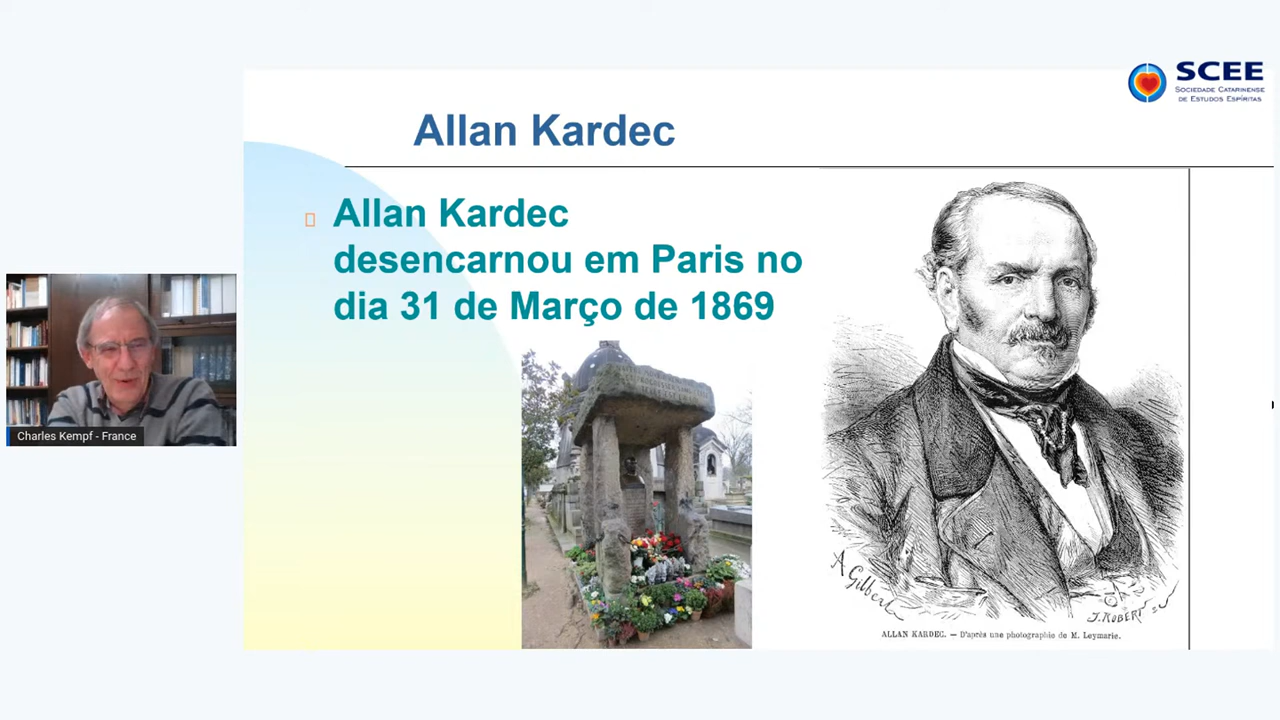 SCEE
SOCIEDADE CATARINENSE
DE ESTUDOS ESPÍRITAS
Allan Kardec
Allan Kardec
desencarnou em Paris no
dia 31 de Março de 1869
Charles Kempf - France
A Gilbert
J. ROBERT
ALLAN KARDEC. — D'après une photographie de M. Leymarie.